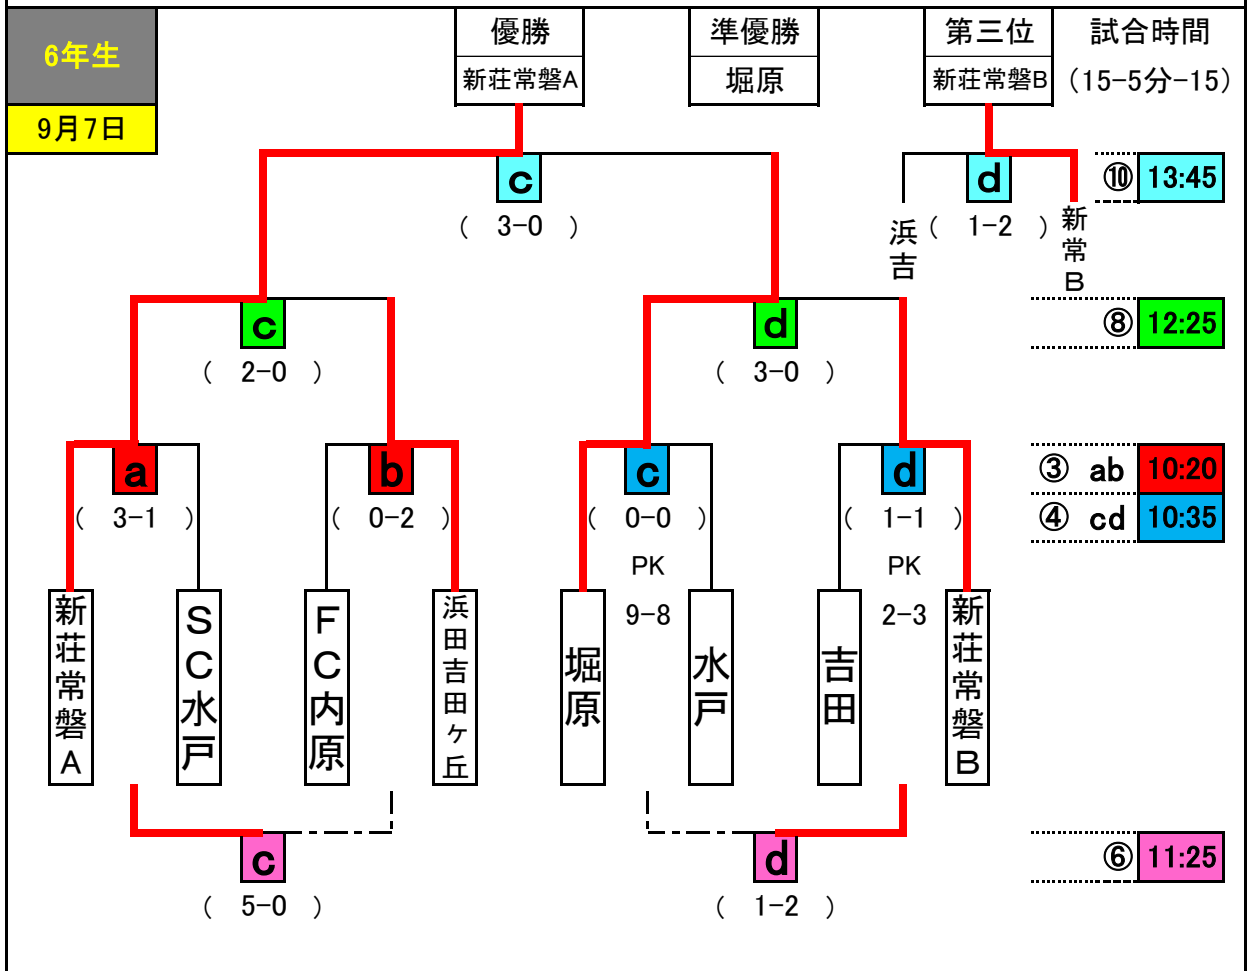 6年生
9月7日
優勝
新荘常磐A
準優勝
堀原
第三位
新荘常磐B
試合時間
(15-5分-15)
c
( 3-0 )
d
浜吉
( 1-2 )
新常B
⑩ 13:45
c
( 2-0 )
d
( 3-0 )
⑧ 12:25
a
( 3-1 )
b
( 0-2 )
c
( 0-0 )
PK
9-8
d
( 1-1 )
PK
2-3
③ ab 10:20
④ cd 10:35
新荘常磐A
SC水戸
FC内原
浜田吉田ヶ丘
堀原
水戸
吉田
新荘常磐B
c
( 5-0 )
d
( 1-2 )
⑥ 11:25